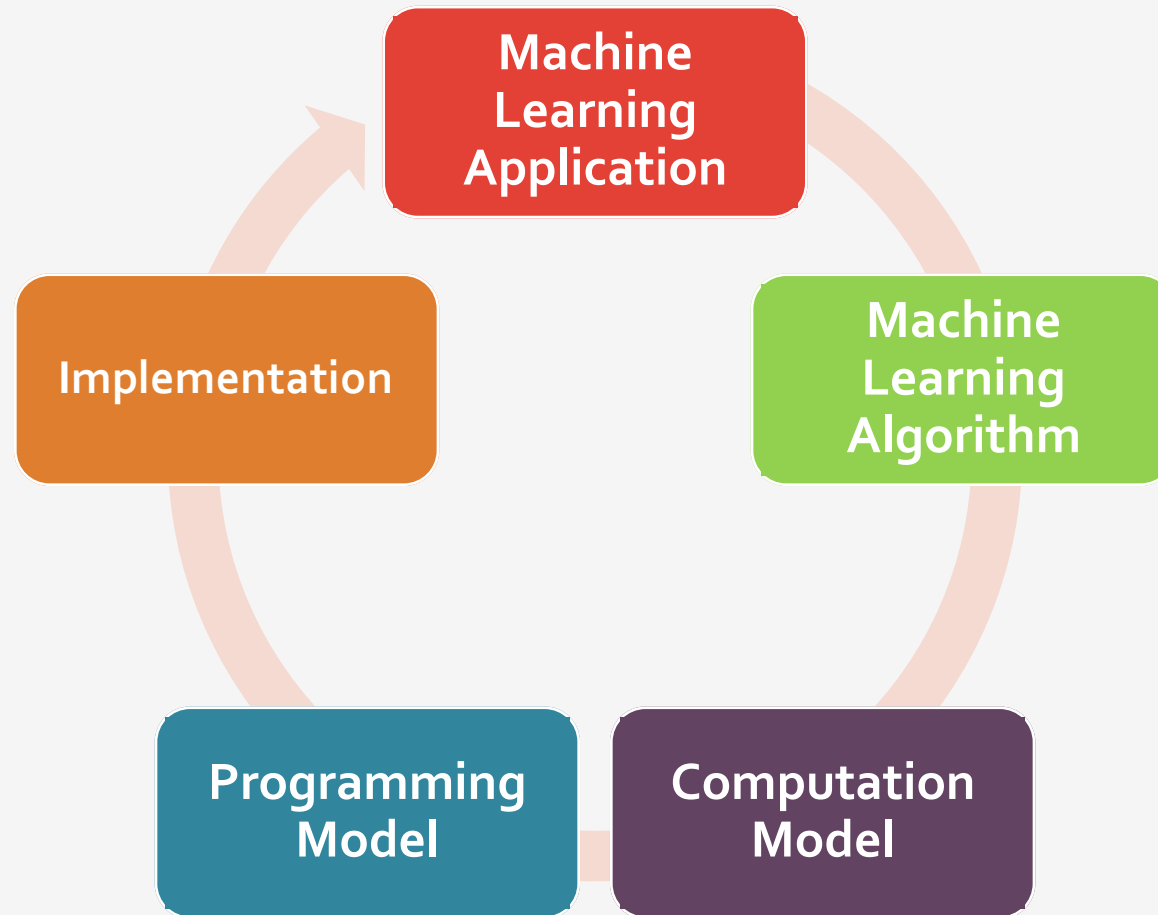 Machine
Learning
Application
Machine
Learning
Algorithm
Computation
Model
Programming
Model
Implementation